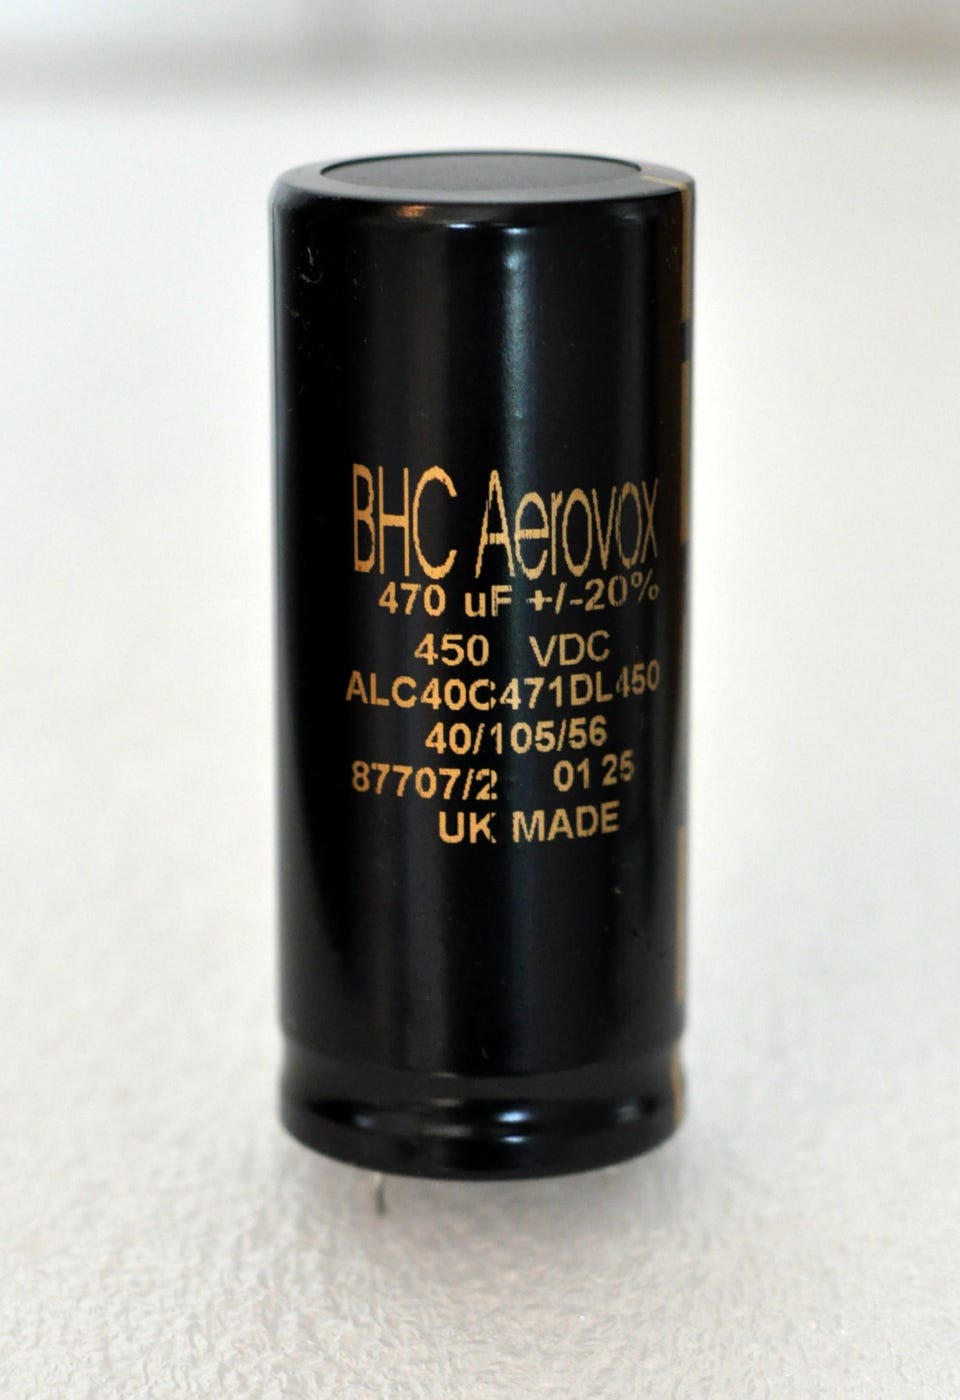 BHC Aerovox
470 uF +/-20%
450 VDC
ALC40C471DL450
40/105/56
87707/2 01 25
UK MADE